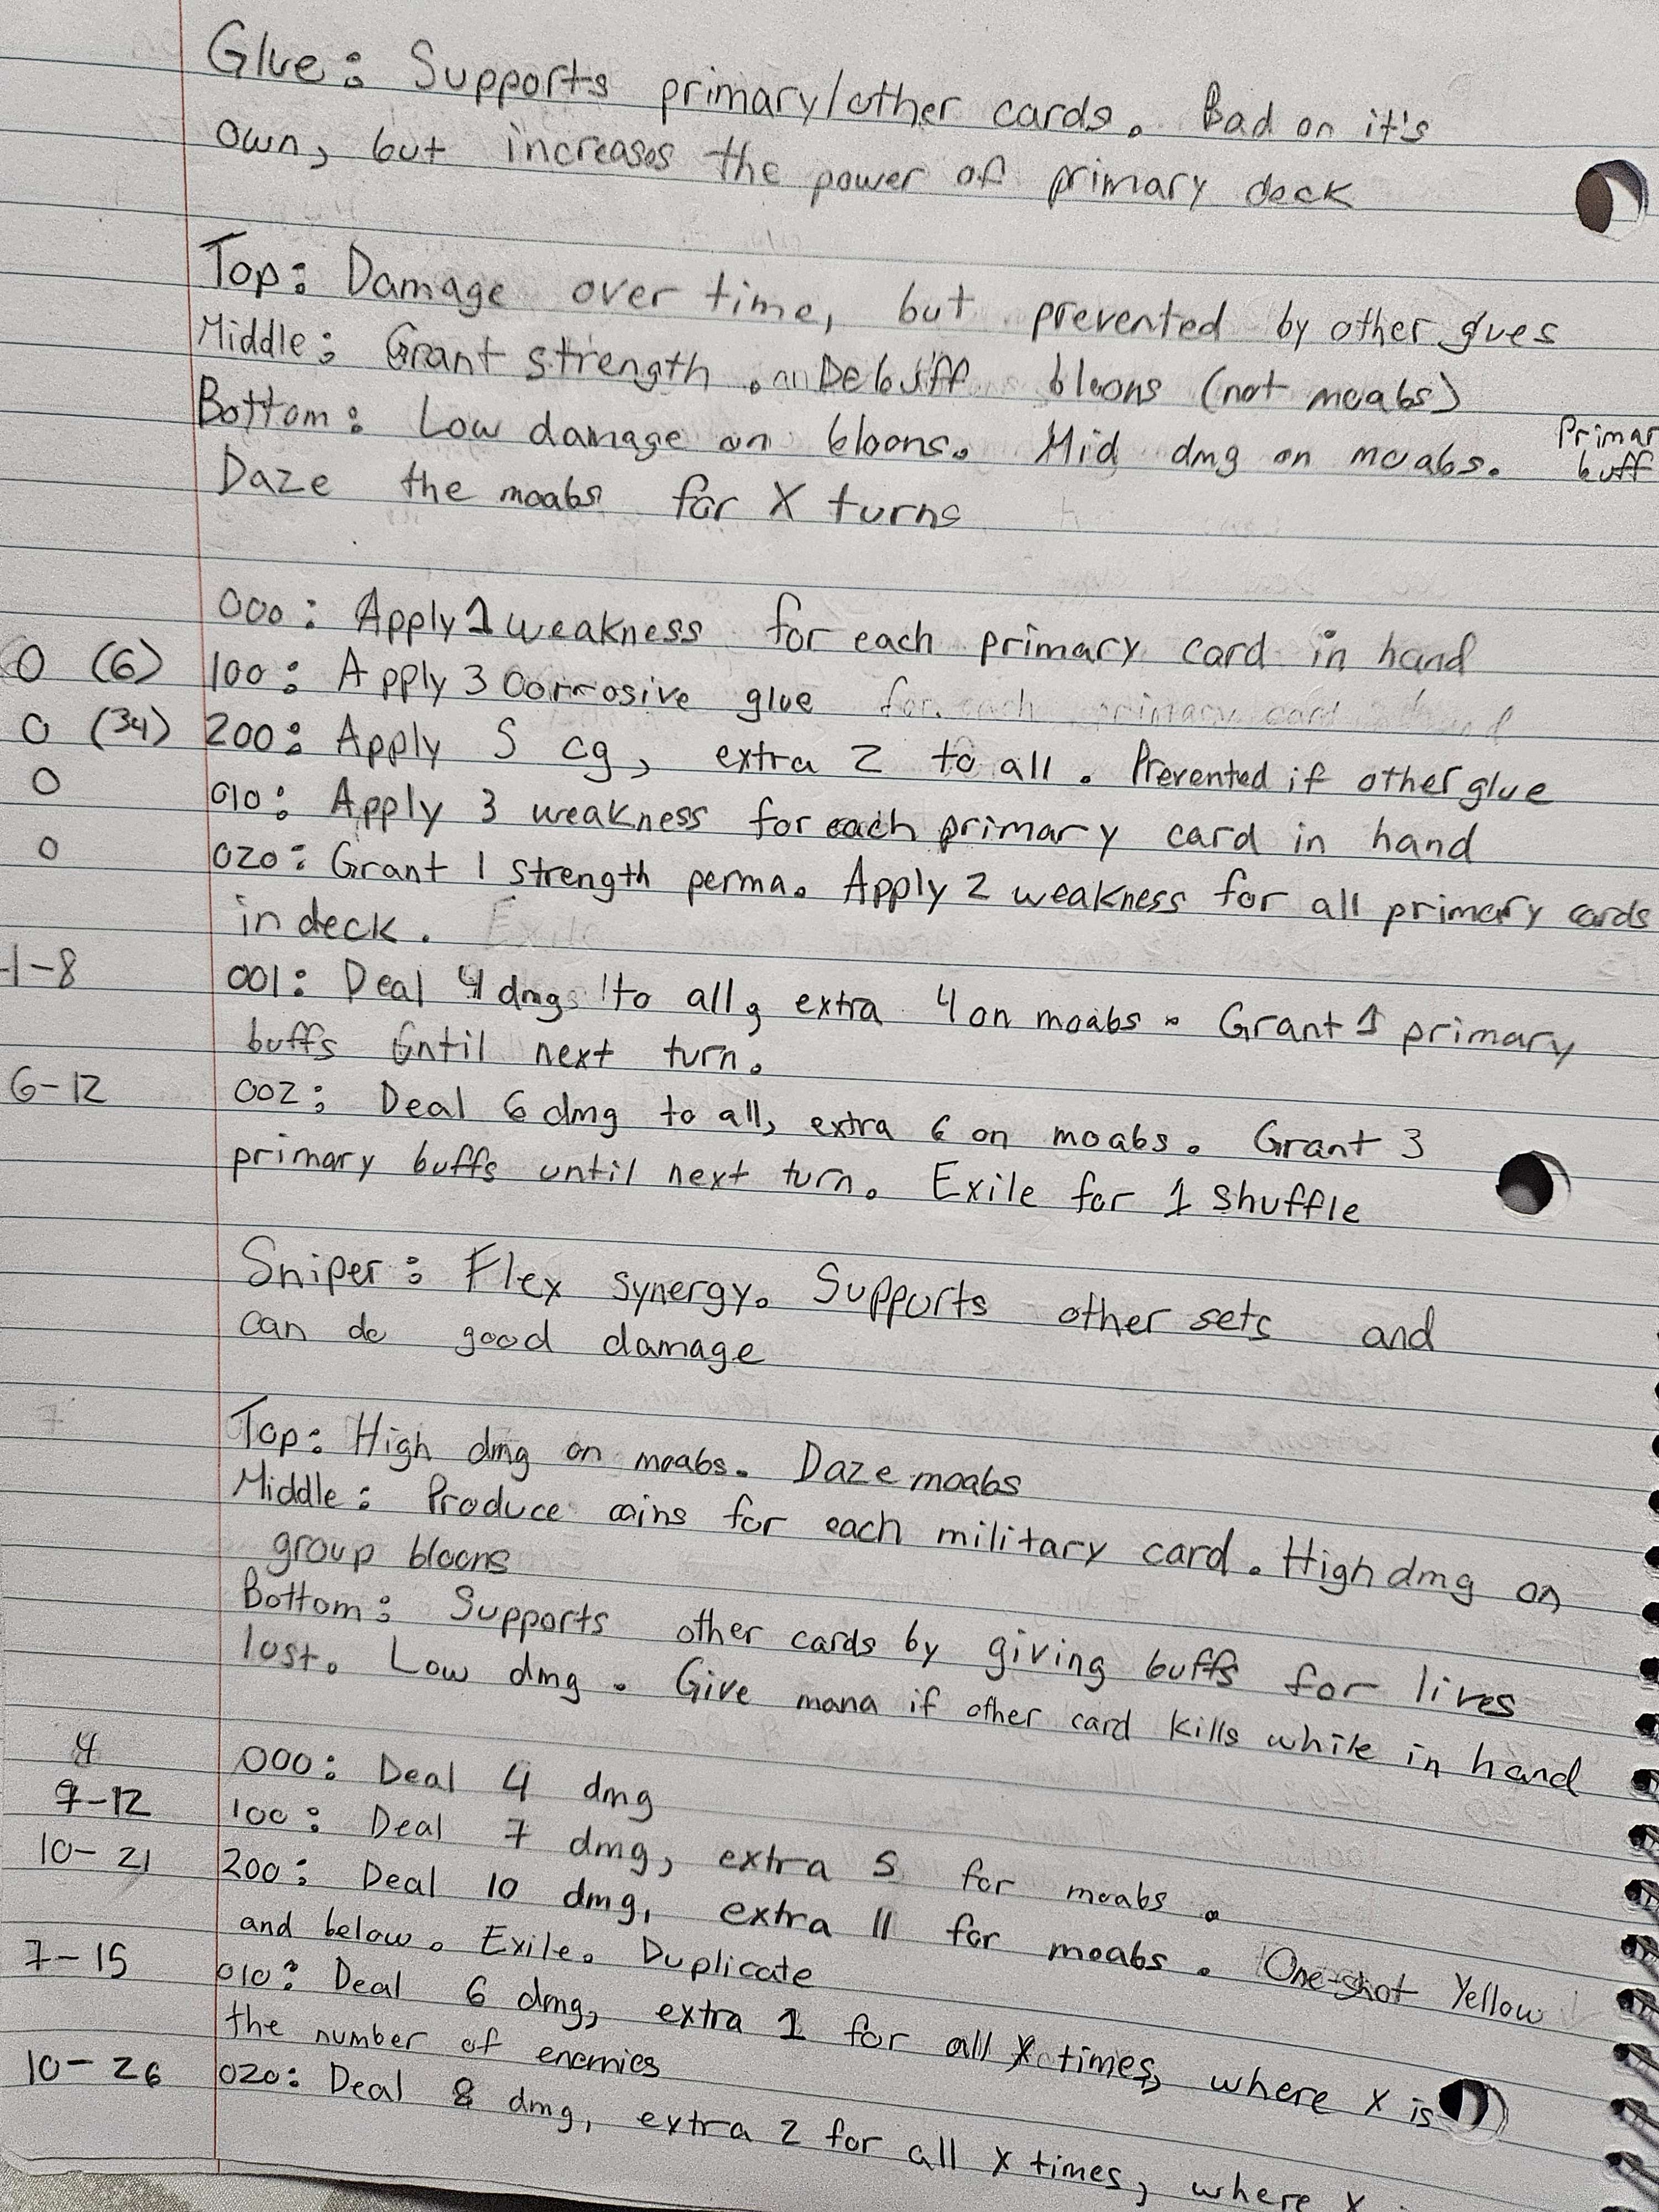 Glue: Supports primary/other cards. Bad on it's
own, but increases the power of primary deck
Top: Damage over time, but prevented by other glues
Middle: Grant strength. Debuff bloons (not moabs)
Bottom: Low damage on bloons. Mid dmg on moabs. Primar
buff
Daze the moabs for X turns
000: Apply 1 weakness for each primary card in hand
0 (6) 100: Apply 3 Corrosive glue for each primary card
0 (34) 200: Apply 5 cg, extra 2 to all. Prevented if other glue
0 010: Apply 3 weakness for each primary card in hand
0 020: Grant 1 strength perma. Apply 2 weakness for all primary cards
in deck. Exile
4-8 001: Deal 4 dmg to all, extra 4 on moabs. Grant 1 primary
buffs until next turn.
6-12 002: Deal 6 dmg to all, extra 6 on moabs. Grant 3
primary buffs until next turn. Exile for 1 shuffle
Sniper: Flex synergy. Supports other sets and
can do good damage
Top: High dmg on moabs. Daze moabs
Middle: Produce coins for each military card. High dmg on
group bloons
Bottom: Supports other cards by giving buffs for lives
lost. Low dmg. Give mana if other card kills while in hand
4 000: Deal 4 dmg
7-12 100: Deal 7 dmg, extra 5 for moabs.
10-21 200: Deal 10 dmg, extra 11 for moabs. One-shot Yellow
and below. Exile. Duplicate
7-15 010: Deal 6 dmg, extra 1 for all X times, where X is
the number of enemies
10-26 020: Deal 8 dmg, extra 2 for all X times, where X